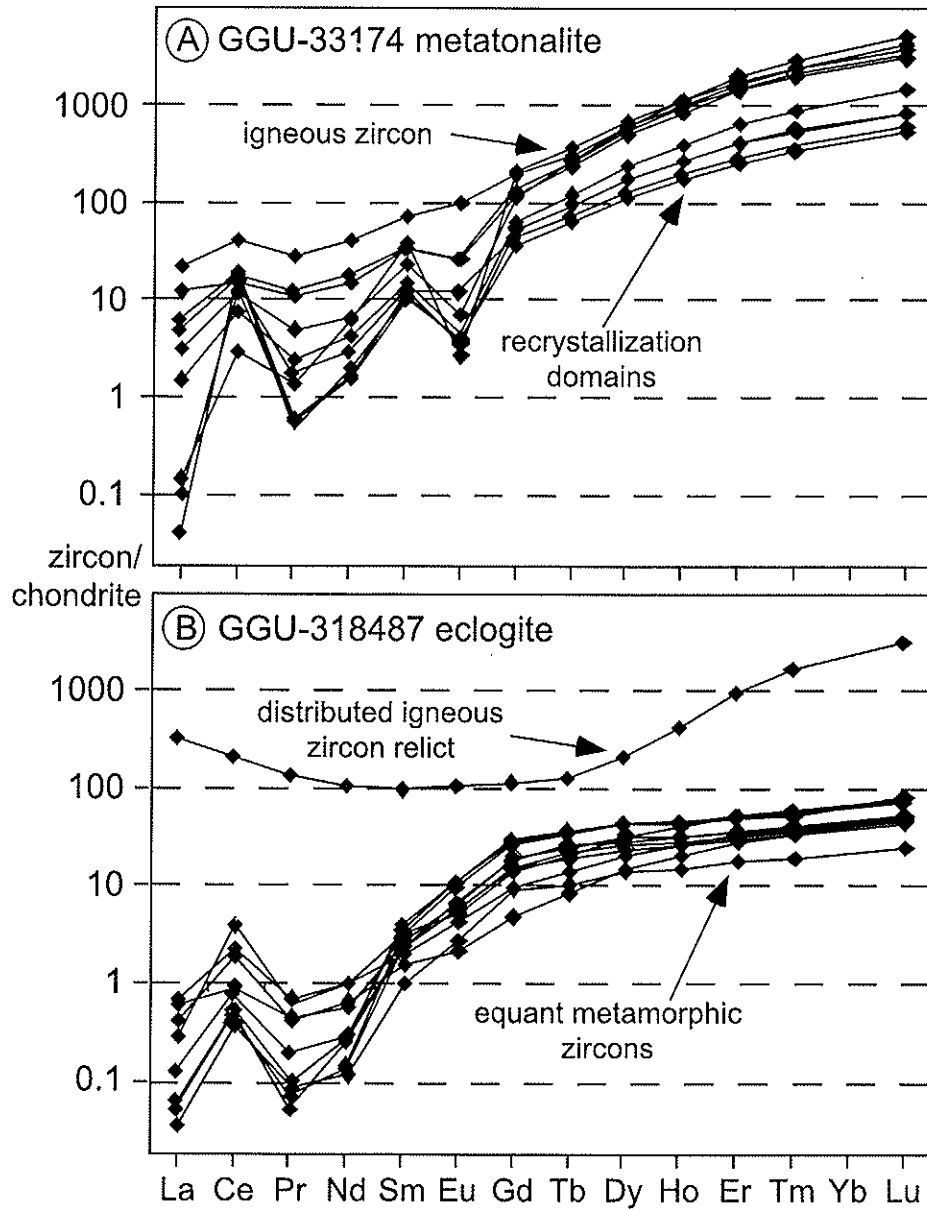 A GGU-33174 metatonalite
1000
igneous zircon
100
10
recrystallization
domains
1
0.1
zircon/
chondrite
B GGU-318487 eclogite
1000
distributed igneous
zircon relict
100
10
1
equant metamorphic
zircons
0.1
La Ce Pr Nd Sm Eu Gd Tb Dy Ho Er Tm Yb Lu